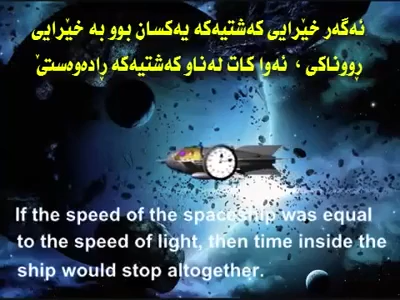 ئەگەر خێرایی کەشتیەکە یەکسان بوو بە خێرایی
ڕووناکی ، ئەوا کات لەناو کەشتیەکە ڕادەوەستێ
If the speed of the spaceship was equal
to the speed of light, then time inside the
ship would stop altogether.